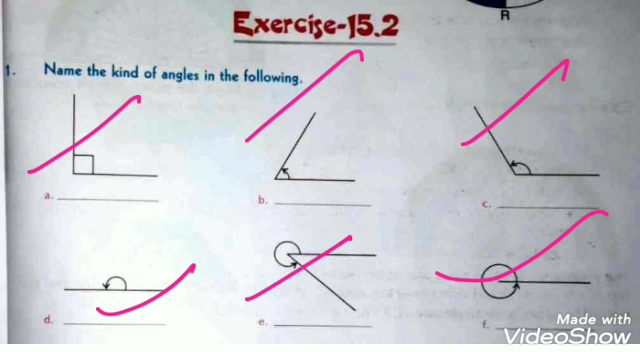 R
Exercise-15.2
1. Name the kind of angles in the following.
a.
b.
c.
d.
e.
f.
Made with
VideoShow